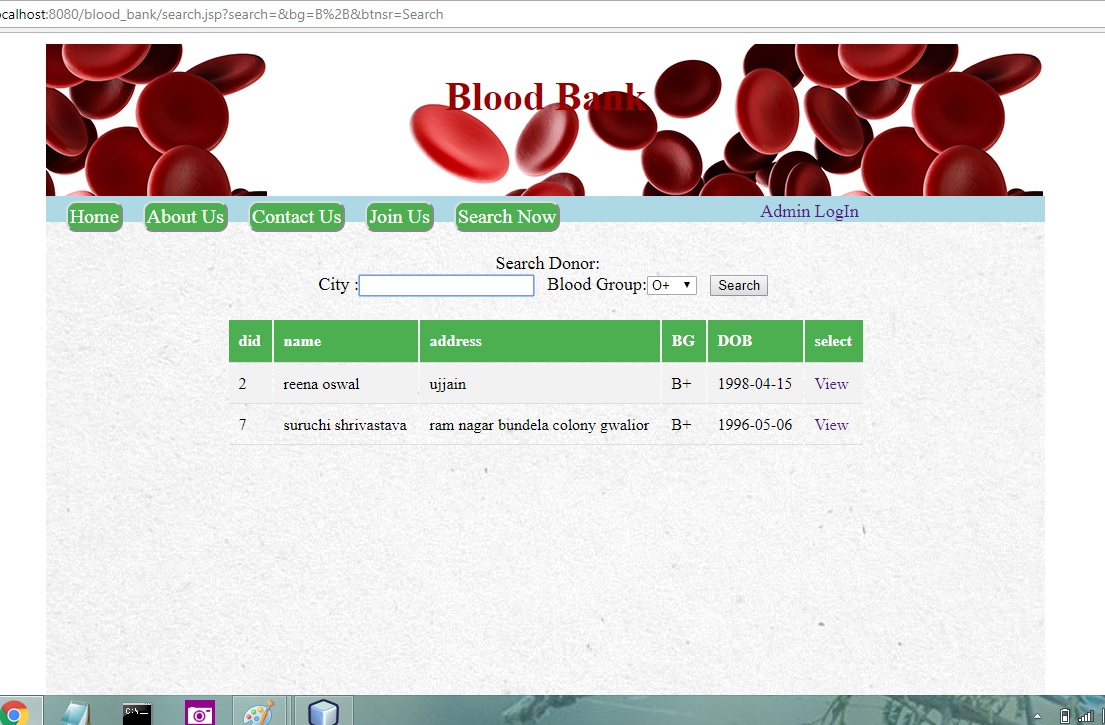 ocalhost:8080/blood_bank/search.jsp?search=&bg=B%2B&btnsr=Search
Blood Bank
Home About Us Contact Us Join Us Search Now Admin LogIn
Search Donor:
City : Blood Group: O+ Search
did name address BG DOB select
2 reena oswal ujjain B+ 1998-04-15 View
7 suruchi shrivastava ram nagar bundela colony gwalior B+ 1996-05-06 View
C:\_